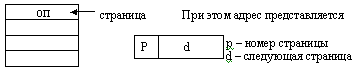 ОП
страница
При этом адрес представляется
P d
p – номер страницы
d – следующая страница